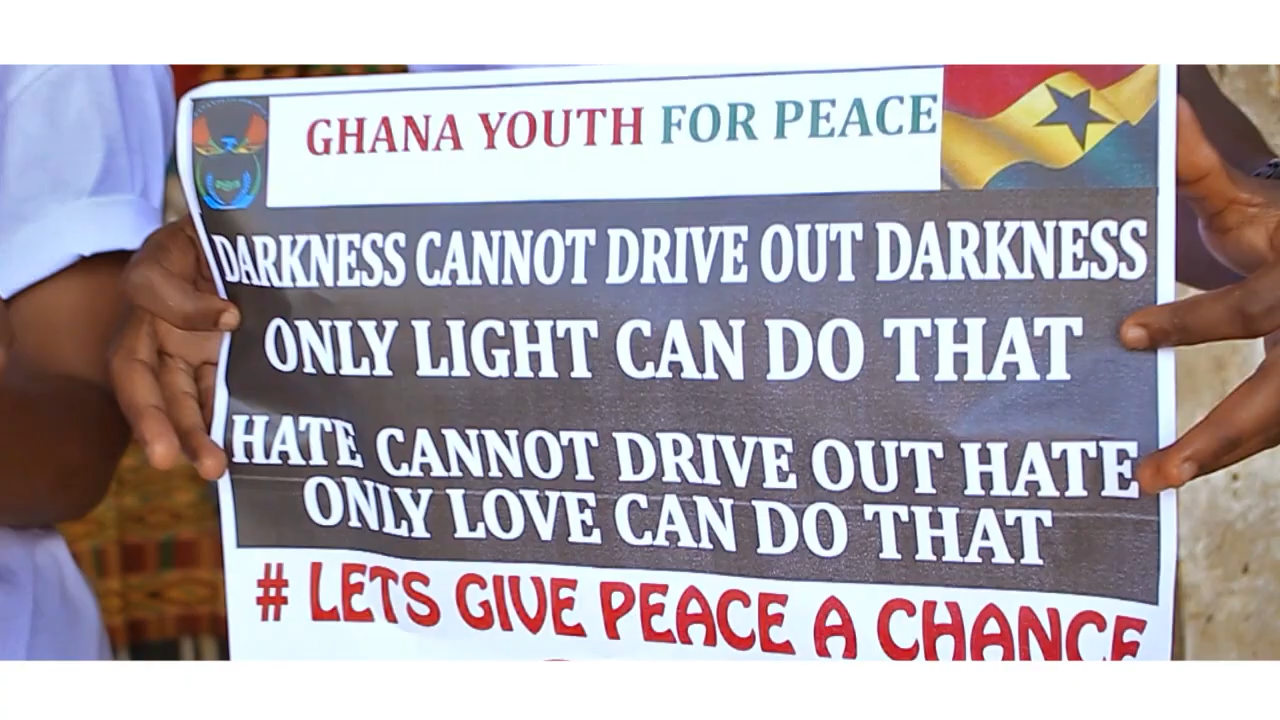 GHANA YOUTH FOR PEACE
DARKNESS CANNOT DRIVE OUT DARKNESS
ONLY LIGHT CAN DO THAT
HATE CANNOT DRIVE OUT HATE
ONLY LOVE CAN DO THAT
# LETS GIVE PEACE A CHANCE